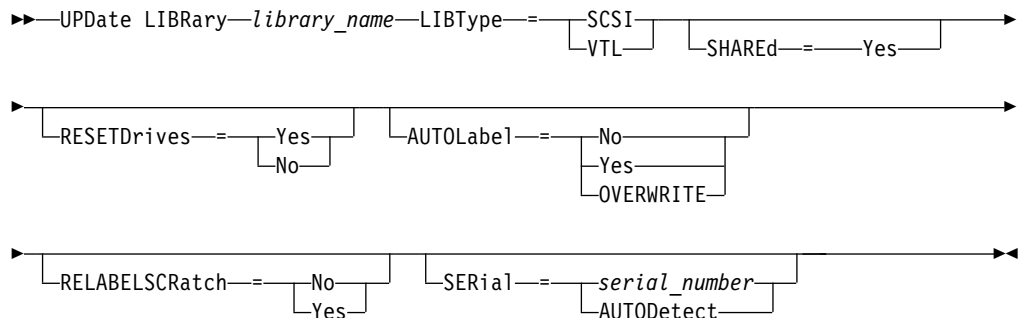 UPDate LIBRary library_name LIBType = SCSI
VTL
SHAREd = Yes
RESETDrives = Yes
No
AUTOLabel = No
Yes
OVERWRITE
RELABELSCRatch = No
Yes
SERial = serial_number
AUTODetect